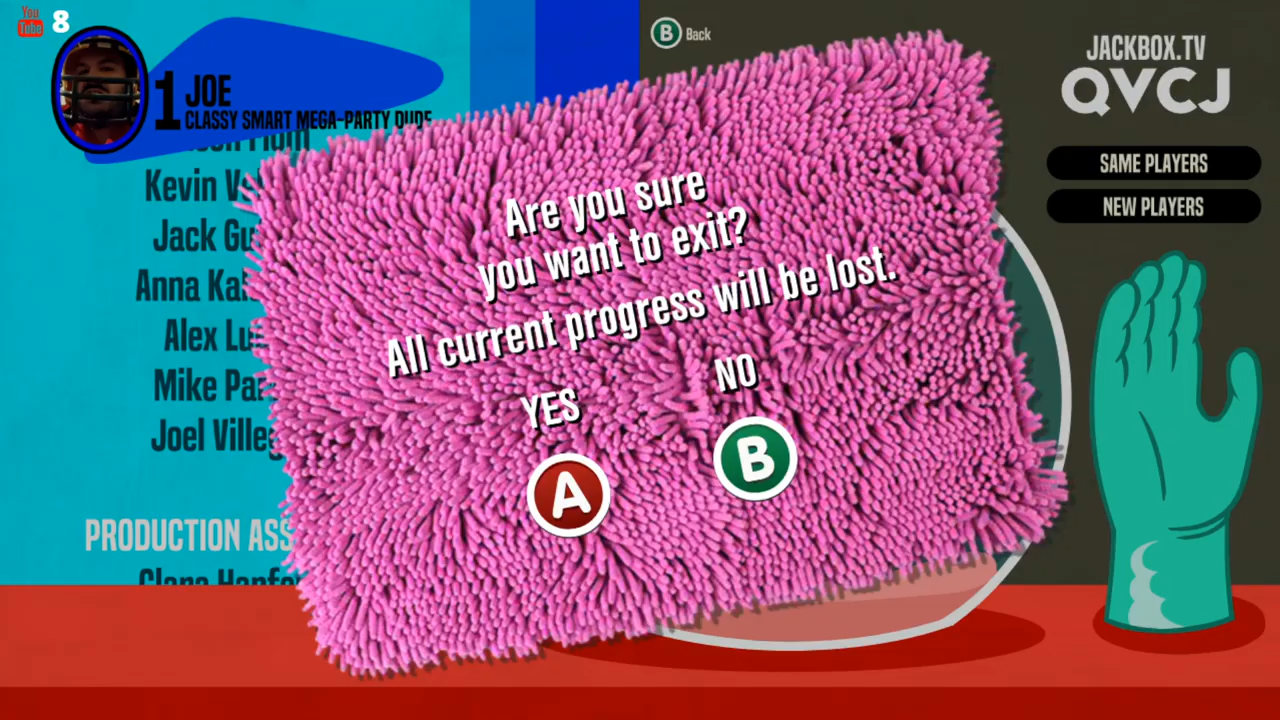 You
Tube
8
1
JOE
CLASSY SMART MEGA-PARTY DUDE
B Back
JACKBOX.TV
QVCJ
SAME PLAYERS
NEW PLAYERS
Kevin
Jack
Anna
Alex
Mike
Joel
PRODUCTION
Clara
Are you sure
you want to exit?
All current progress will be lost.
YES
NO
A
B